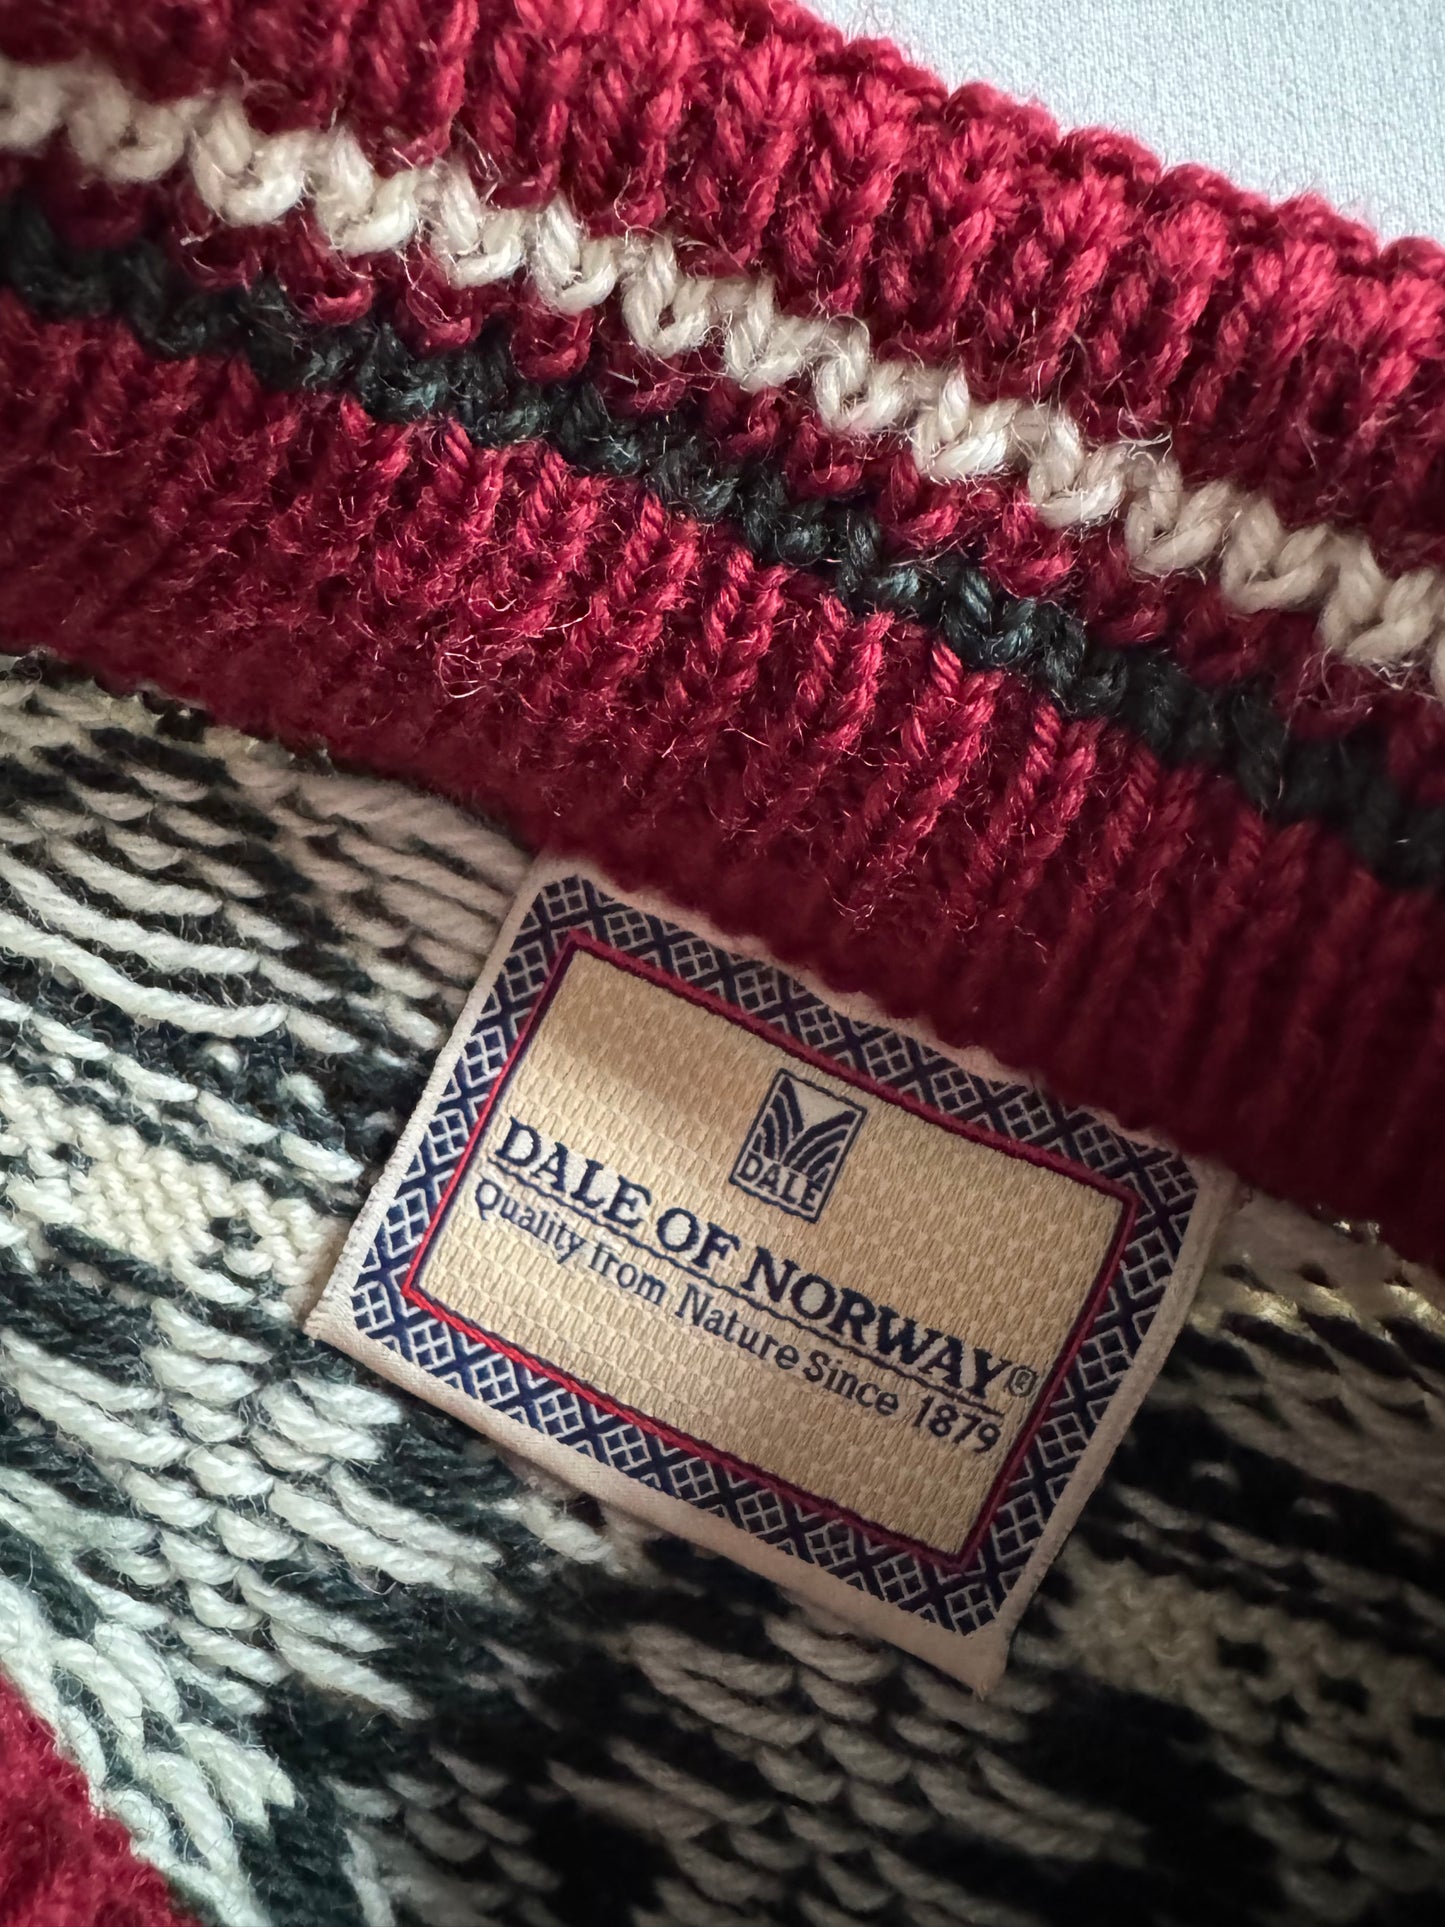 DALE
DALE OF NORWAY®
Quality from Nature Since 1879